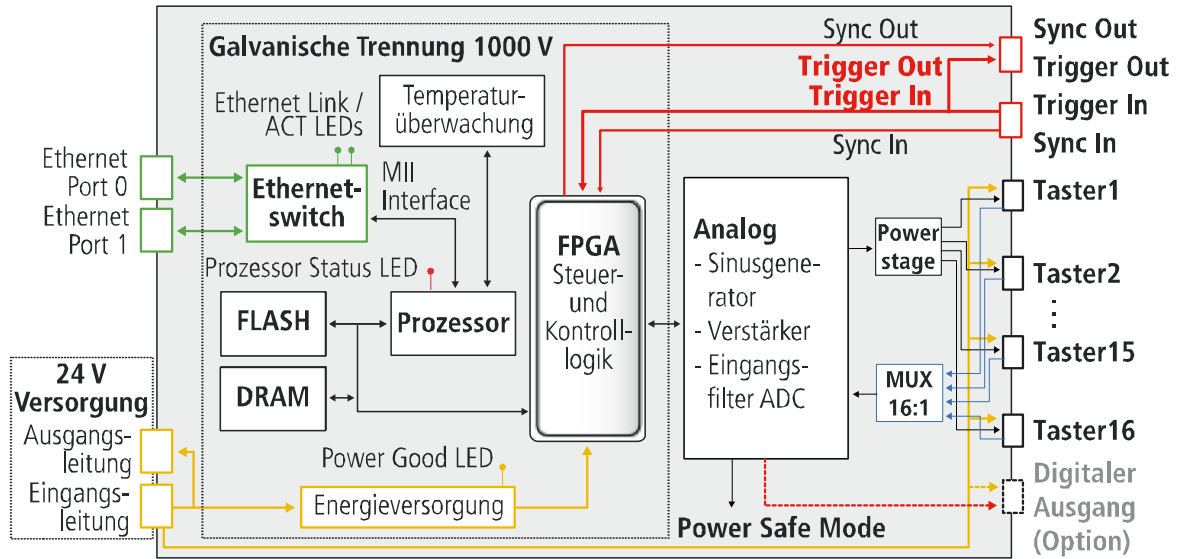 Galvanische Trennung 1000 V
Ethernet Link /
ACT LEDs
Temperatur-
überwachung
Sync Out
Trigger Out
Trigger In
Sync In
Sync Out
Trigger Out
Trigger In
Sync In
Ethernet
Port 0
Ethernet
Port 1
Ethernet-
switch
MII
Interface
Prozessor Status LED
FLASH
Prozessor
DRAM
FPGA
Steuer-
und
Kontroll-
logik
Analog
- Sinusgene-
rator
- Verstärker
- Eingangs-
filter ADC
Power
stage
MUX
16:1
Taster1
Taster2
⋮
Taster15
Taster16
Digitaler
Ausgang
(Option)
24 V
Versorgung
Ausgangs-
leitung
Eingangs-
leitung
Power Good LED
Energieversorgung
Power Safe Mode